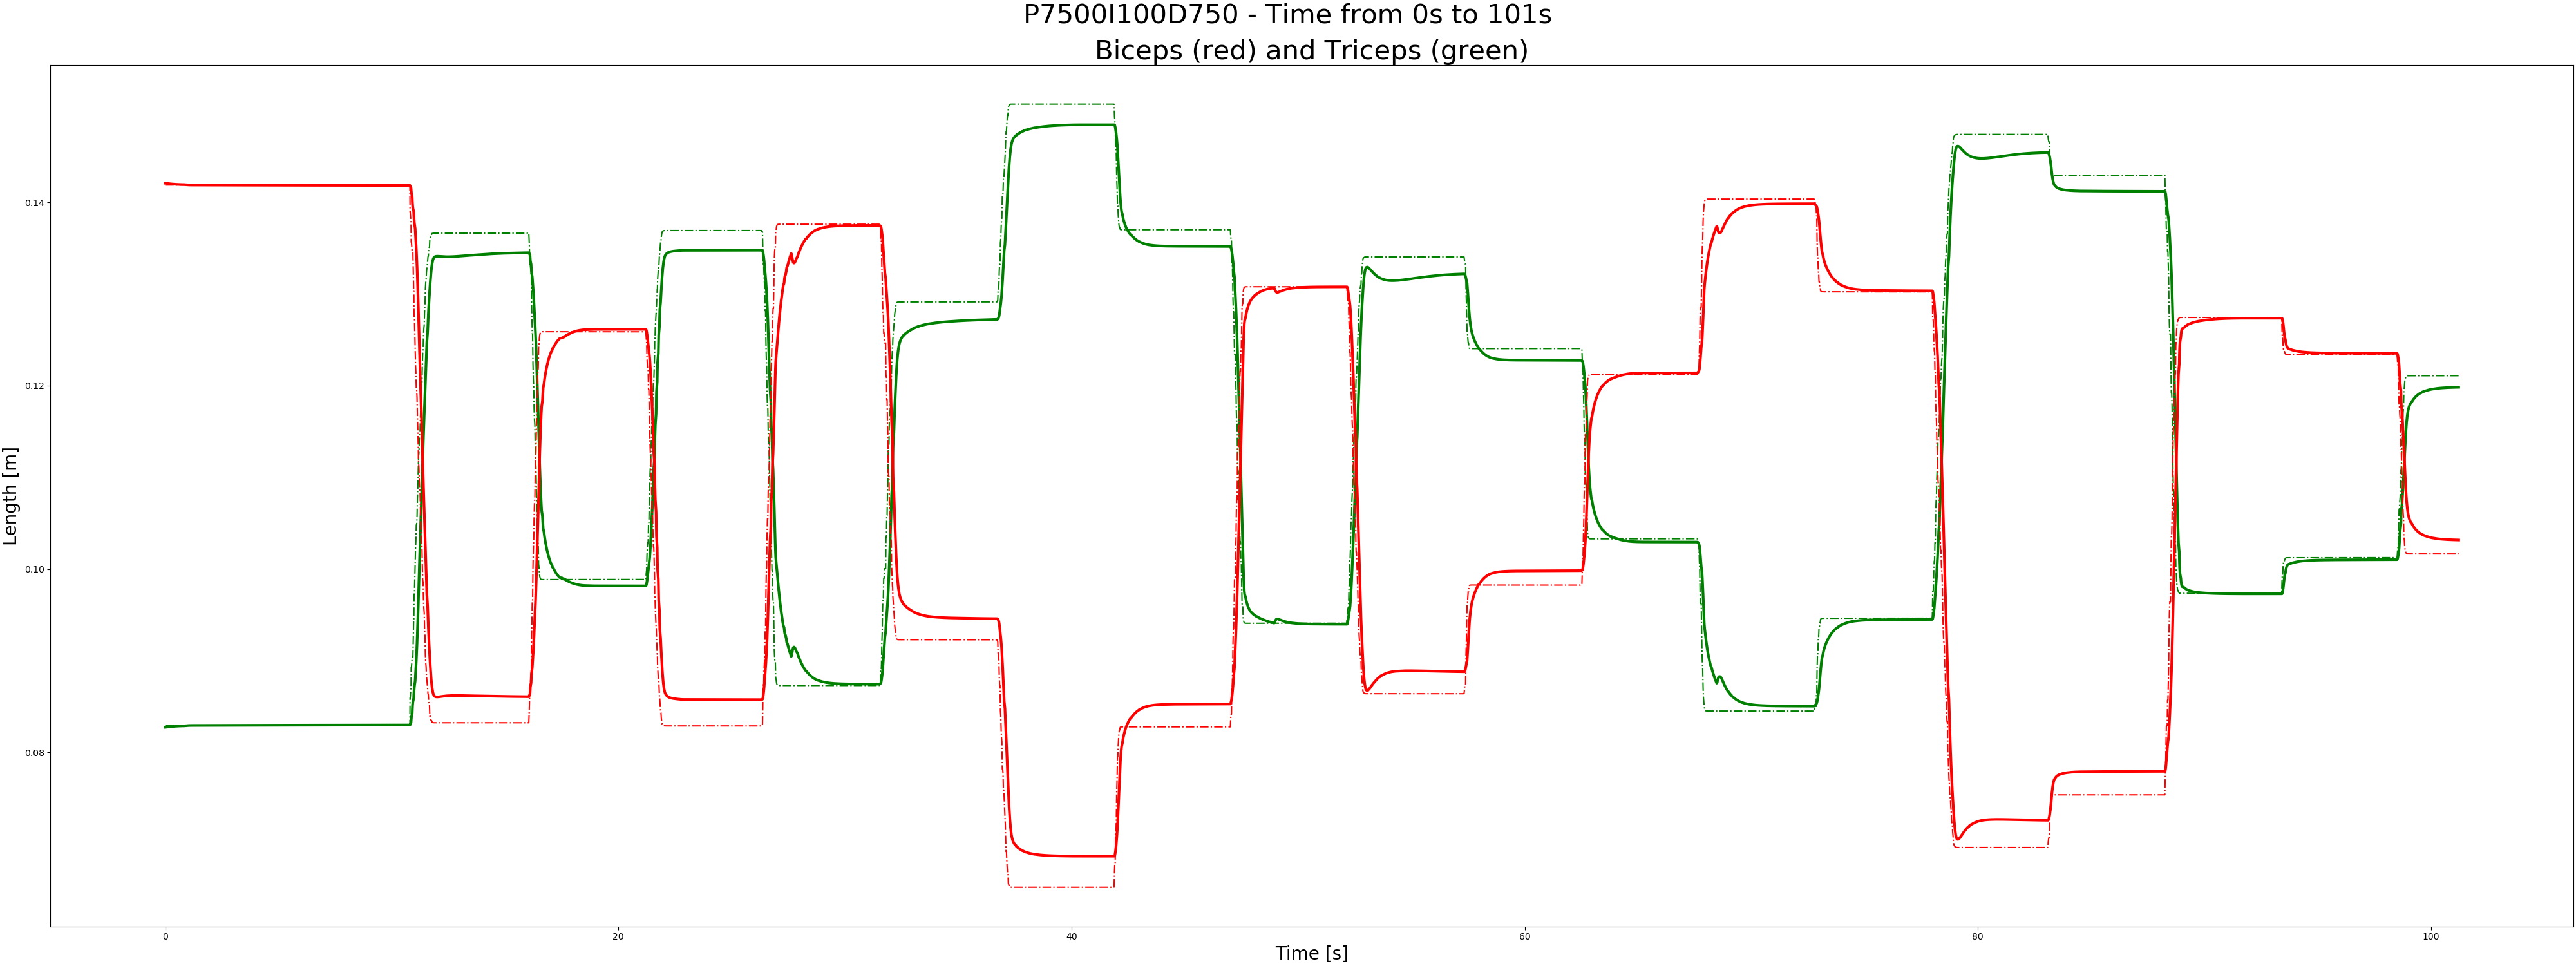 P7500I100D750 - Time from 0s to 101s
Biceps (red) and Triceps (green)
Length [m]
0.14
0.12
0.10
0.08
0
20
40
60
80
100
Time [s]